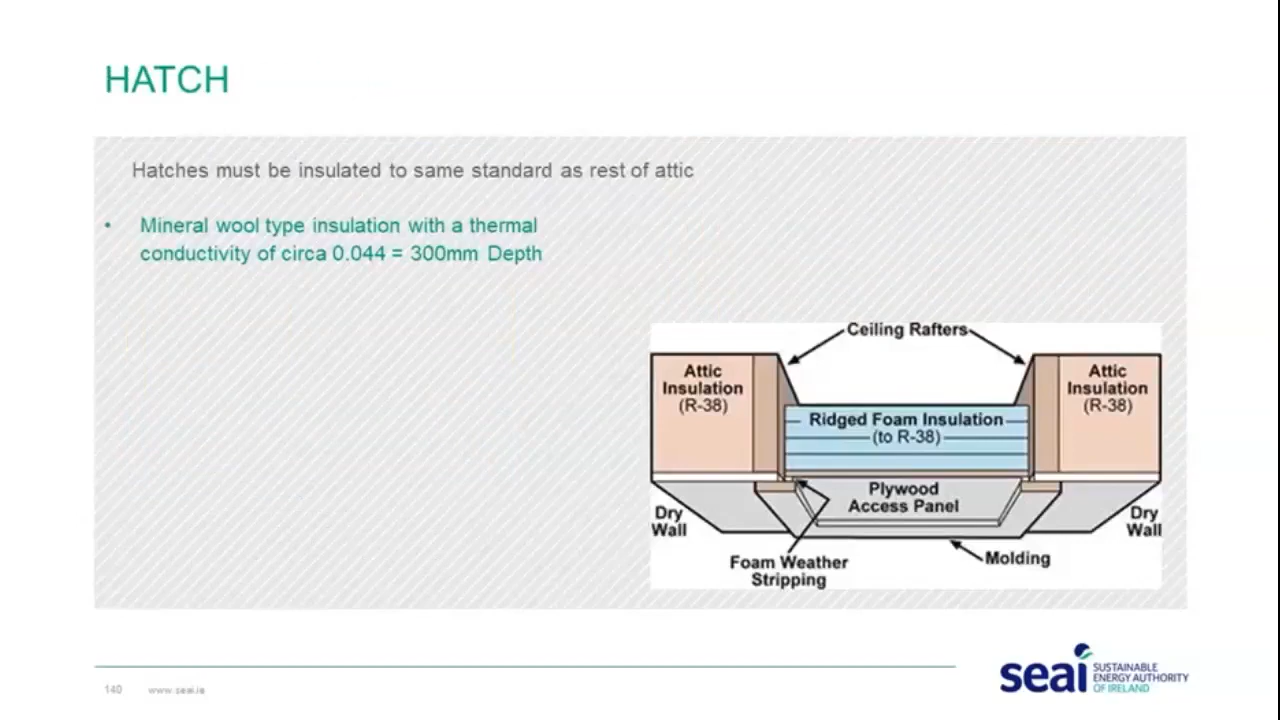 HATCH
Hatches must be insulated to same standard as rest of attic
• Mineral wool type insulation with a thermal
conductivity of circa 0.044 = 300mm Depth
Ceiling Rafters
Attic
Insulation
(R-38)
Ridged Foam Insulation
(to R-38)
Attic
Insulation
(R-38)
Plywood
Access Panel
Dry
Wall
Dry
Wall
Foam Weather
Stripping
Molding
140 www.seai.ie
seai SUSTAINABLE
ENERGY AUTHORITY
OF IRELAND